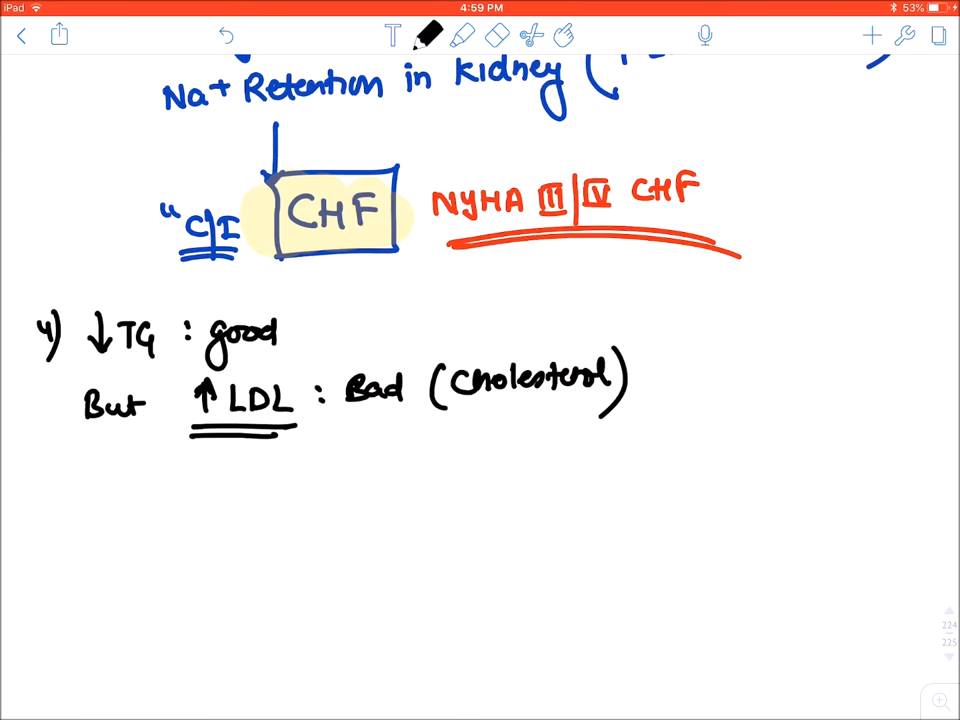 iPad 4:59 PM 53%
T
Na+ Retention in Kidney (
"C/I CHF NYHA III/IV CHF
4) ↓ TG : good
But ↑ LDL : Bad (Cholesterol)
224
225